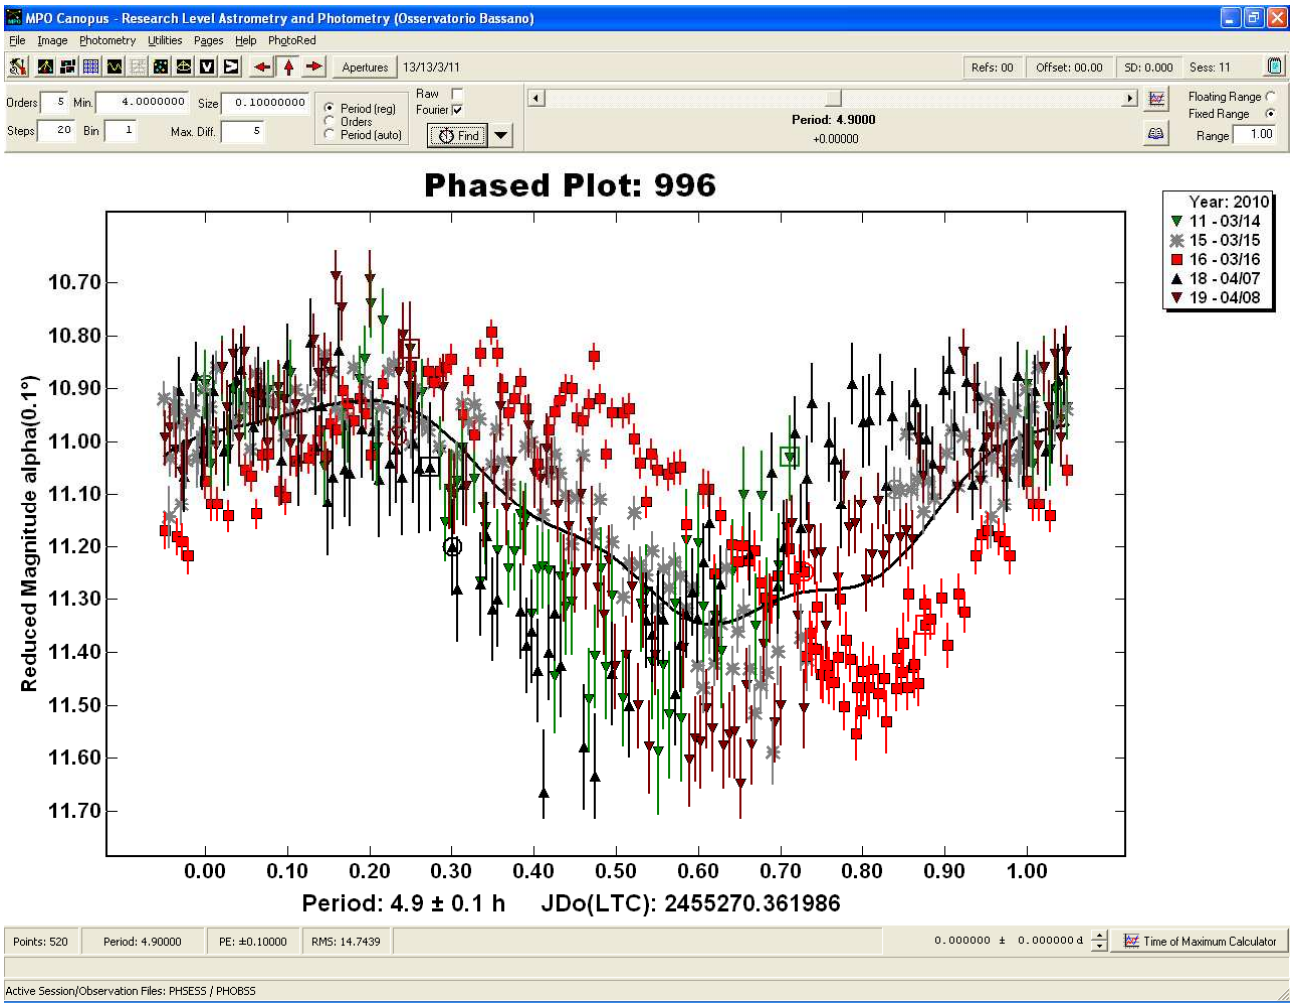 MPO Canopus - Research Level Astrometry and Photometry (Osservatorio Bassano)
File Image Photometry Utilities Pages Help PhotoRed
Apertures 13/13/3/11 Refs: 00 Offset: 00.00 SD: 0.000 Sess: 11
Orders 5 Min. 4.0000000 Size 0.10000000
Steps 20 Bin 1 Max. Diff. 5
Period (reg)
Orders
Period (auto)
Raw
Fourier
Find
Period: 4.9000
+0.00000
Floating Range
Fixed Range
Range 1.00
Phased Plot: 996
Year: 2010
11 - 03/14
15 - 03/15
16 - 03/16
18 - 04/07
19 - 04/08
Reduced Magnitude alpha(0.1°)
10.70
10.80
10.90
11.00
11.10
11.20
11.30
11.40
11.50
11.60
11.70
0.00 0.10 0.20 0.30 0.40 0.50 0.60 0.70 0.80 0.90 1.00
Period: 4.9 ± 0.1 h JDo(LTC): 2455270.361986
Points: 520 Period: 4.90000 PE: ±0.10000 RMS: 14.7439 0.000000 ± 0.000000 d Time of Maximum Calculator
Active Session/Observation Files: PHSESS / PHOBSS